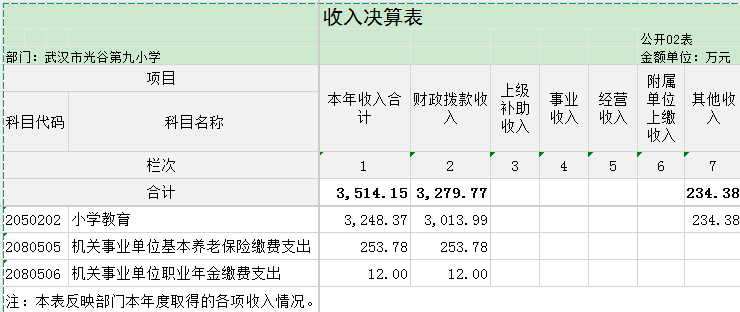 收入决算表
公开02表
部门：武汉市光谷第九小学 金额单位：万元
项目 本年收入合计 财政拨款收入 上级补助收入 事业收入 经营收入 附属单位上缴收入 其他收入
科目代码 科目名称
栏次 1 2 3 4 5 6 7
合计 3,514.15 3,279.77 234.38
2050202 小学教育 3,248.37 3,013.99 234.38
2080505 机关事业单位基本养老保险缴费支出 253.78 253.78
2080506 机关事业单位职业年金缴费支出 12.00 12.00
注：本表反映部门本年度取得的各项收入情况。